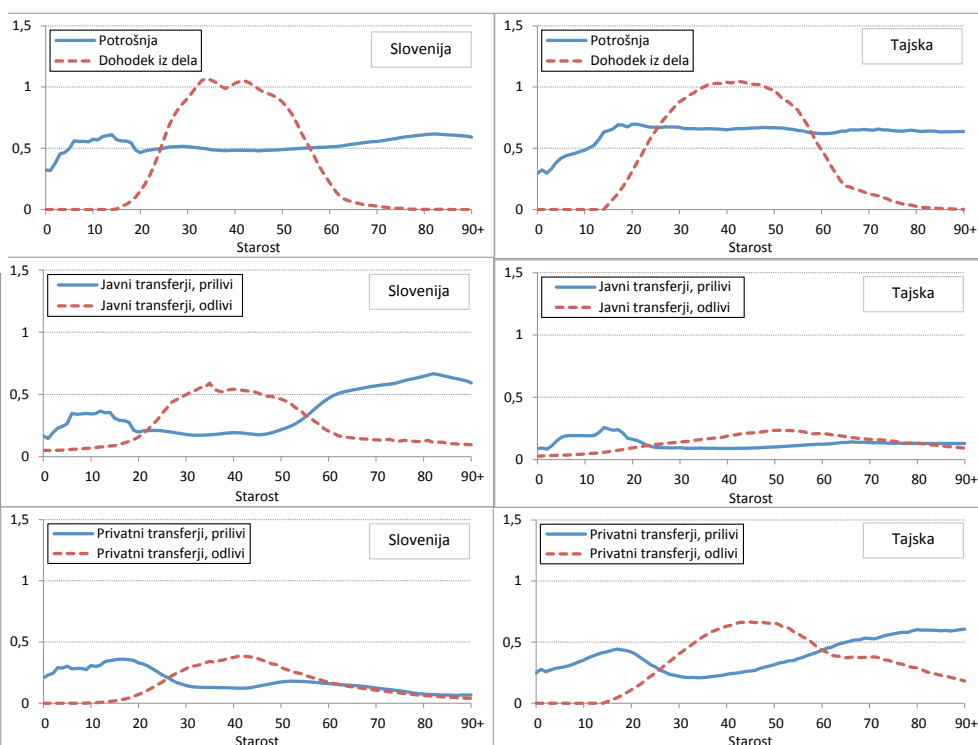 1,5
Potrošnja
Dohodek iz dela
Slovenija
1
0,5
0
0 10 20 30 40 50 60 70 80 90+
Starost
1,5
Potrošnja
Dohodek iz dela
Tajska
1
0,5
0
0 10 20 30 40 50 60 70 80 90+
Starost
1,5
Javni transferji, prilivi
Javni transferji, odlivi
Slovenija
1
0,5
0
0 10 20 30 40 50 60 70 80 90+
Starost
1,5
Javni transferji, prilivi
Javni transferji, odlivi
Tajska
1
0,5
0
0 10 20 30 40 50 60 70 80 90+
Starost
1,5
Privatni transferji, prilivi
Privatni transferji, odlivi
Slovenija
1
0,5
0
0 10 20 30 40 50 60 70 80 90+
Starost
1,5
Privatni transferji, prilivi
Privatni transferji, odlivi
Tajska
1
0,5
0
0 10 20 30 40 50 60 70 80 90+
Starost